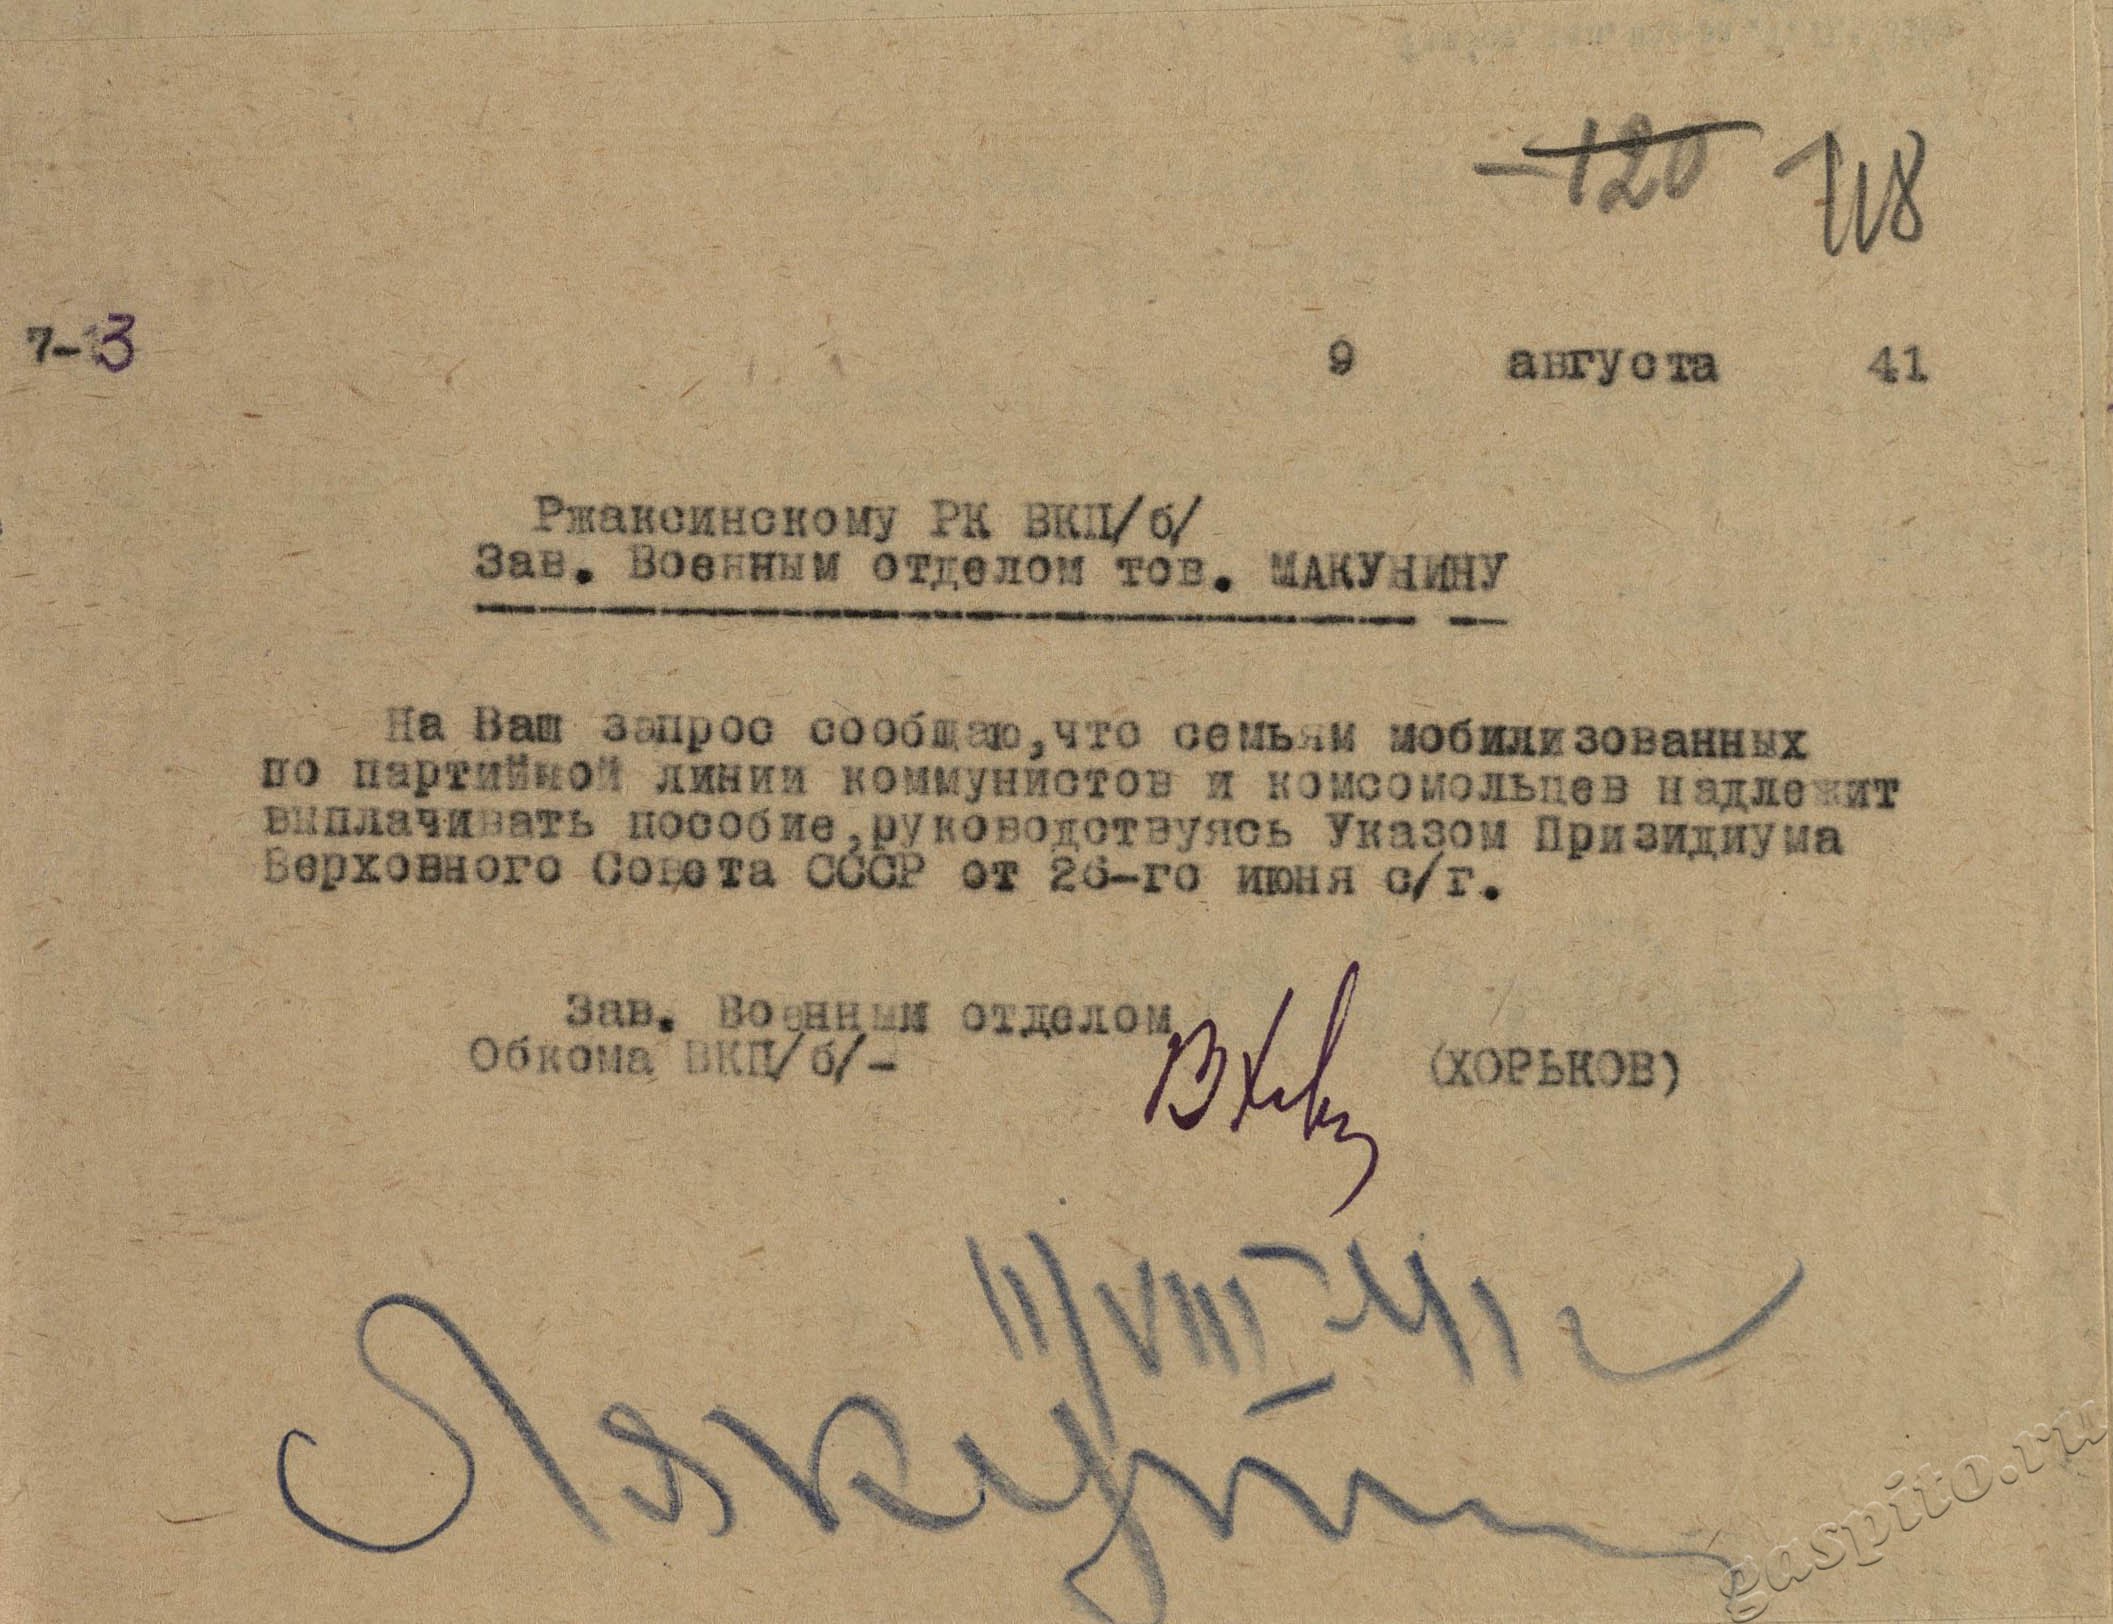 120 118
7-3 9 августа 41
Ржаксинскому РК ВКП/б/
Зав. Военным отделом тов. МАКУНИНУ
На Ваш запрос сообщаю,что семьям мобилизованных
по партийной линии коммунистов и комсомольцев надлежит
выплачивать пособие,руководствуясь Указом Призидиума
Верховного Совета СССР от 26-го июня с/г.
Зав. Военным отделом
Обкома ВКП/б/- (ХОРЬКОВ)
11/VIII-41г
gaspito.ru